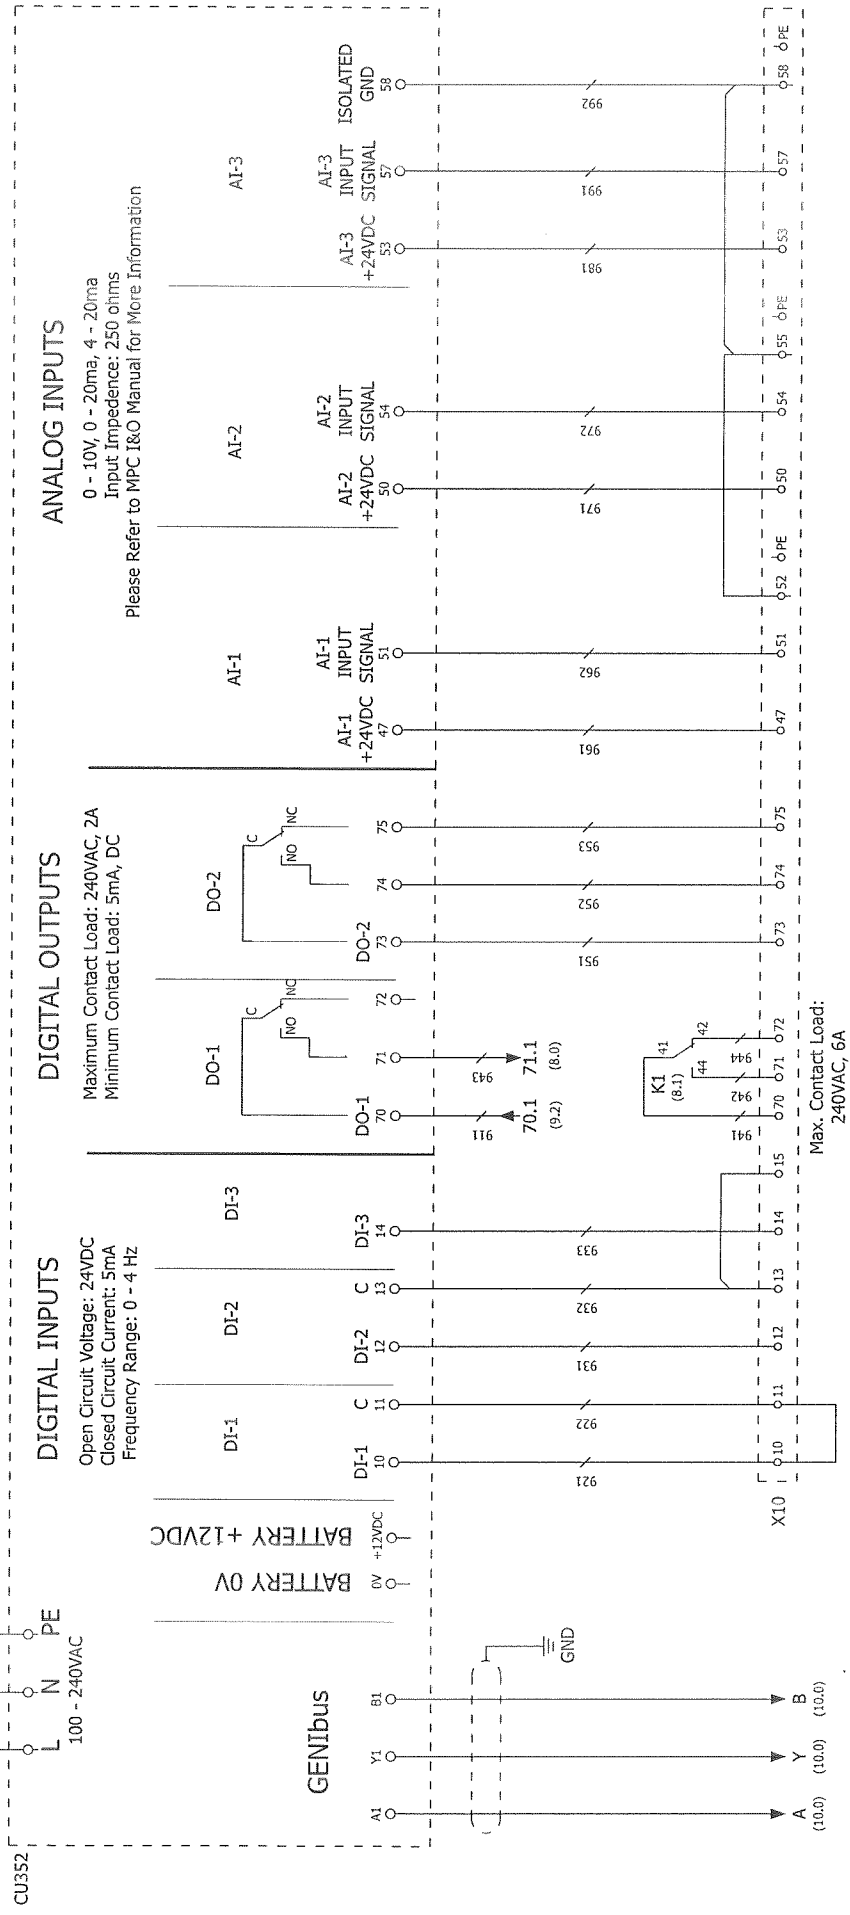 CU352
L
N
PE
100 - 240VAC
GENIbus
A1
Y1
B1
GND
A
(10.0)
Y
(10.0)
B
(10.0)
BATTERY 0V
0V
BATTERY +12VDC
+12VDC
DIGITAL INPUTS
Open Circuit Voltage: 24VDC
Closed Circuit Current: 5mA
Frequency Range: 0 - 4 Hz
DI-1
DI-2
DI-3
DI-1
10
C
11
DI-2
12
C
13
DI-3
14
921
922
931
932
933
DIGITAL OUTPUTS
Maximum Contact Load: 240VAC, 2A
Minimum Contact Load: 5mA, DC
DO-1
C
NO
NC
DO-1
70
71
72
911
943
70.1
(9.2)
71.1
(8.0)
DO-2
C
NO
NC
DO-2
73
74
75
951
952
953
K1
(8.1)
41
44
42
941
942
944
ANALOG INPUTS
0 - 10V, 0 - 20ma, 4 - 20ma
Input Impedence: 250 ohms
Please Refer to MPC I&O Manual for More Information
AI-1
AI-1
+24VDC
47
AI-1
INPUT
SIGNAL
51
961
962
AI-2
AI-2
+24VDC
50
AI-2
INPUT
SIGNAL
54
971
972
AI-3
AI-3
+24VDC
53
AI-3
INPUT
SIGNAL
57
ISOLATED
GND
58
981
991
992
X10
10
11
12
13
14
15
70
71
72
73
74
75
47
51
52
PE
50
54
55
PE
53
57
58
PE
Max. Contact Load:
240VAC, 6A